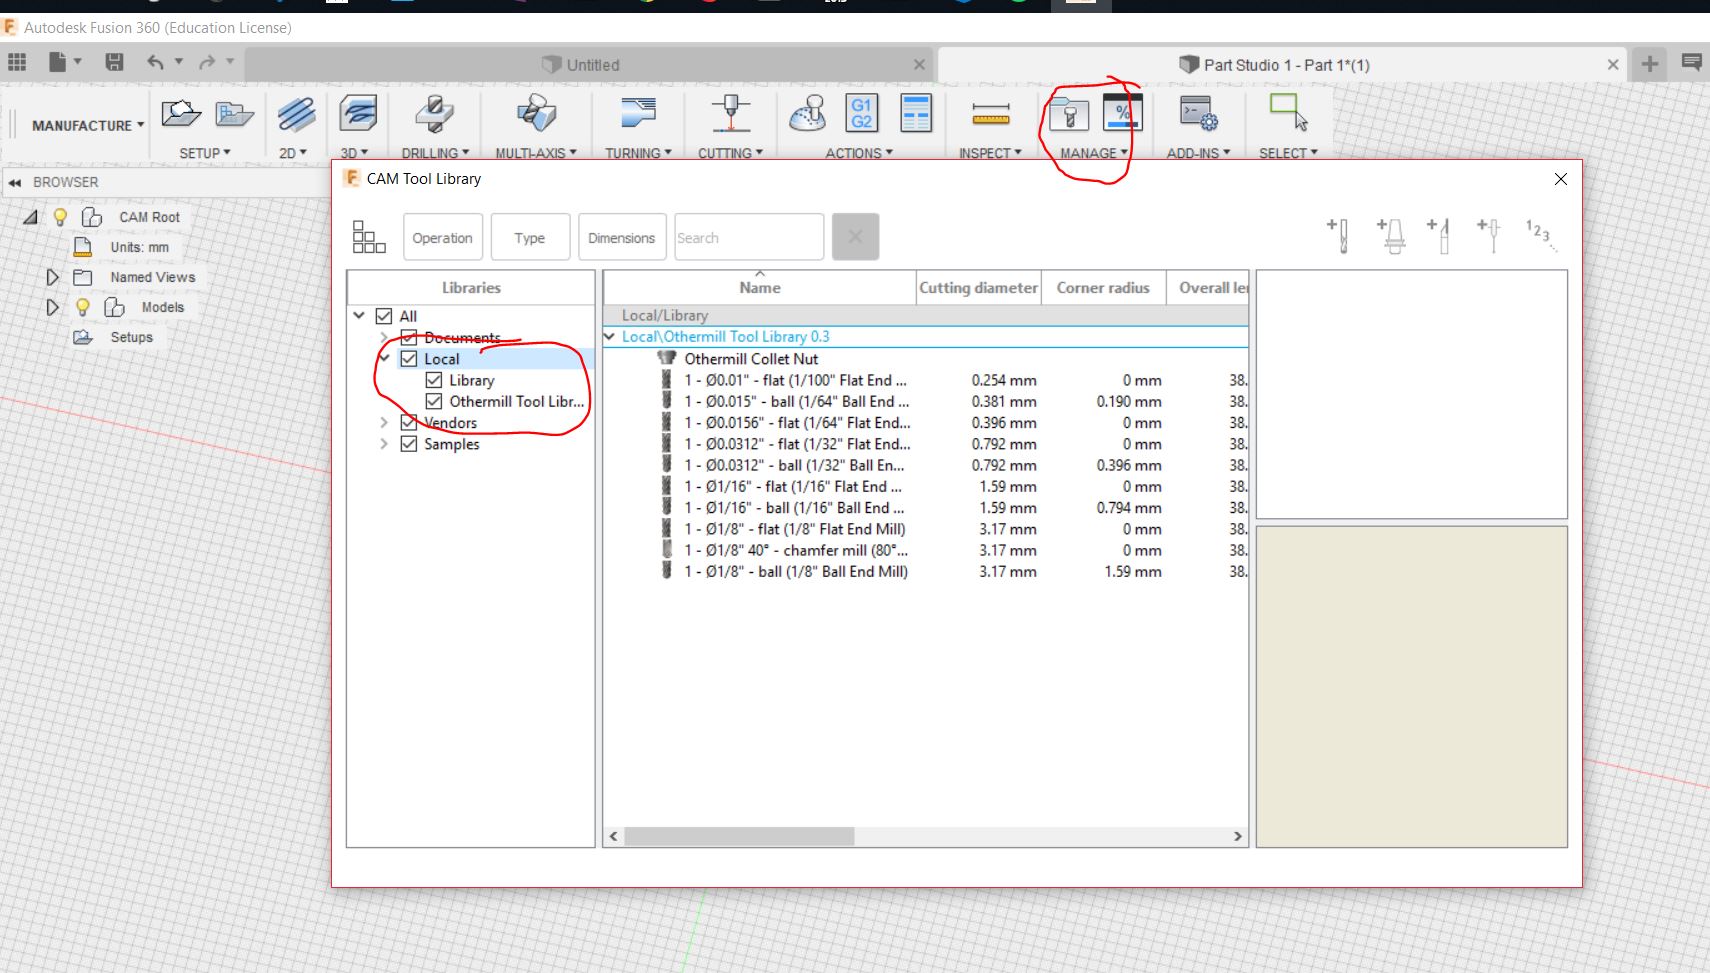 Autodesk Fusion 360 (Education License)
Untitled
Part Studio 1 - Part 1*(1)
MANUFACTURE
G1
G2
%
SETUP
2D
3D
DRILLING
MULTI-AXIS
TURNING
CUTTING
ACTIONS
INSPECT
MANAGE
ADD-INS
SELECT
BROWSER
CAM Root
Units: mm
Named Views
Models
Setups
CAM Tool Library
Operation
Type
Dimensions
Search
1 2 3
Libraries
All
Documents
Local
Library
Othermill Tool Libr...
Vendors
Samples
Name Cutting diameter Corner radius Overall
Local/Library
Local\Othermill Tool Library 0.3
Othermill Collet Nut
1 - Ø0.01" - flat (1/100" Flat End ... 0.254 mm 0 mm 38.
1 - Ø0.015" - ball (1/64" Ball End ... 0.381 mm 0.190 mm 38.
1 - Ø0.0156" - flat (1/64" Flat End... 0.396 mm 0 mm 38.
1 - Ø0.0312" - flat (1/32" Flat End... 0.792 mm 0 mm 38.
1 - Ø0.0312" - ball (1/32" Ball En... 0.792 mm 0.396 mm 38.
1 - Ø1/16" - flat (1/16" Flat End ... 1.59 mm 0 mm 38.
1 - Ø1/16" - ball (1/16" Ball End ... 1.59 mm 0.794 mm 38.
1 - Ø1/8" - flat (1/8" Flat End Mill) 3.17 mm 0 mm 38.
1 - Ø1/8" 40° - chamfer mill (80°... 3.17 mm 0 mm 38.
1 - Ø1/8" - ball (1/8" Ball End Mill) 3.17 mm 1.59 mm 38.